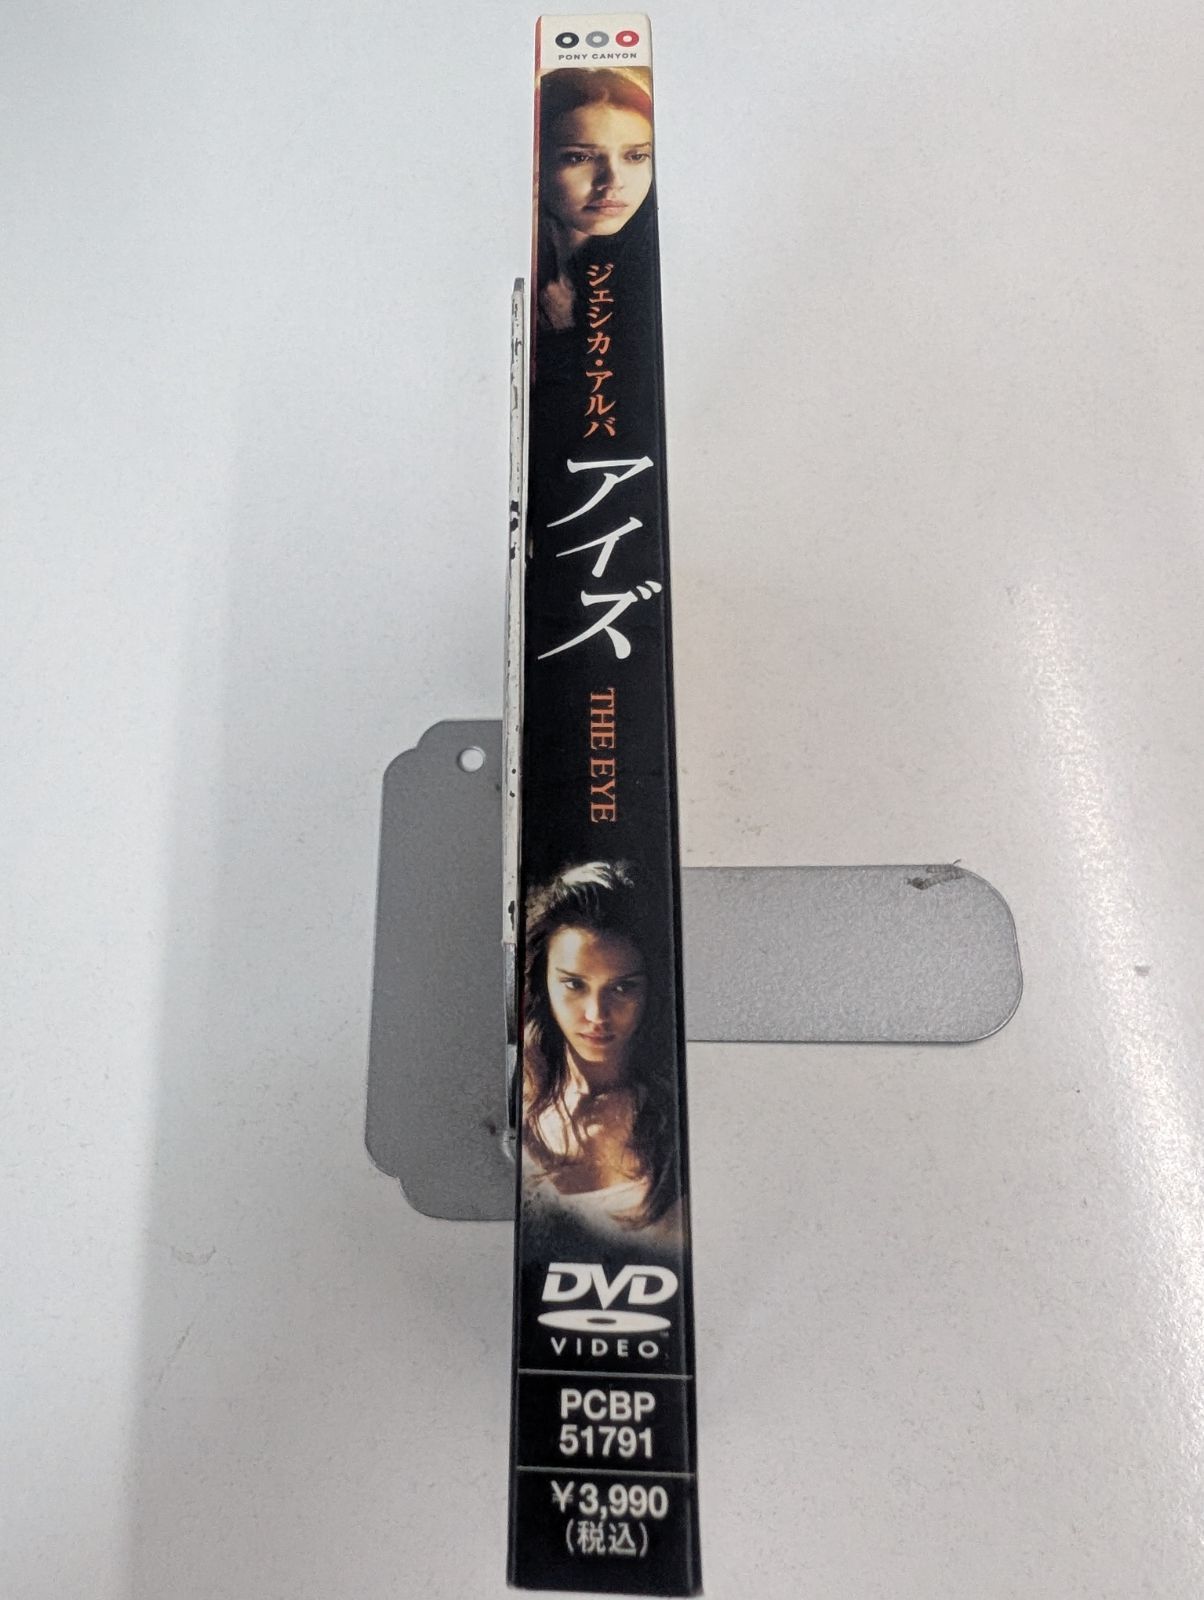 PONY CANYON
ジェシカ・アルバ
アイズ
THE EYE
DVD
VIDEO
TM
PCBP
51791
¥3,990
(税込)